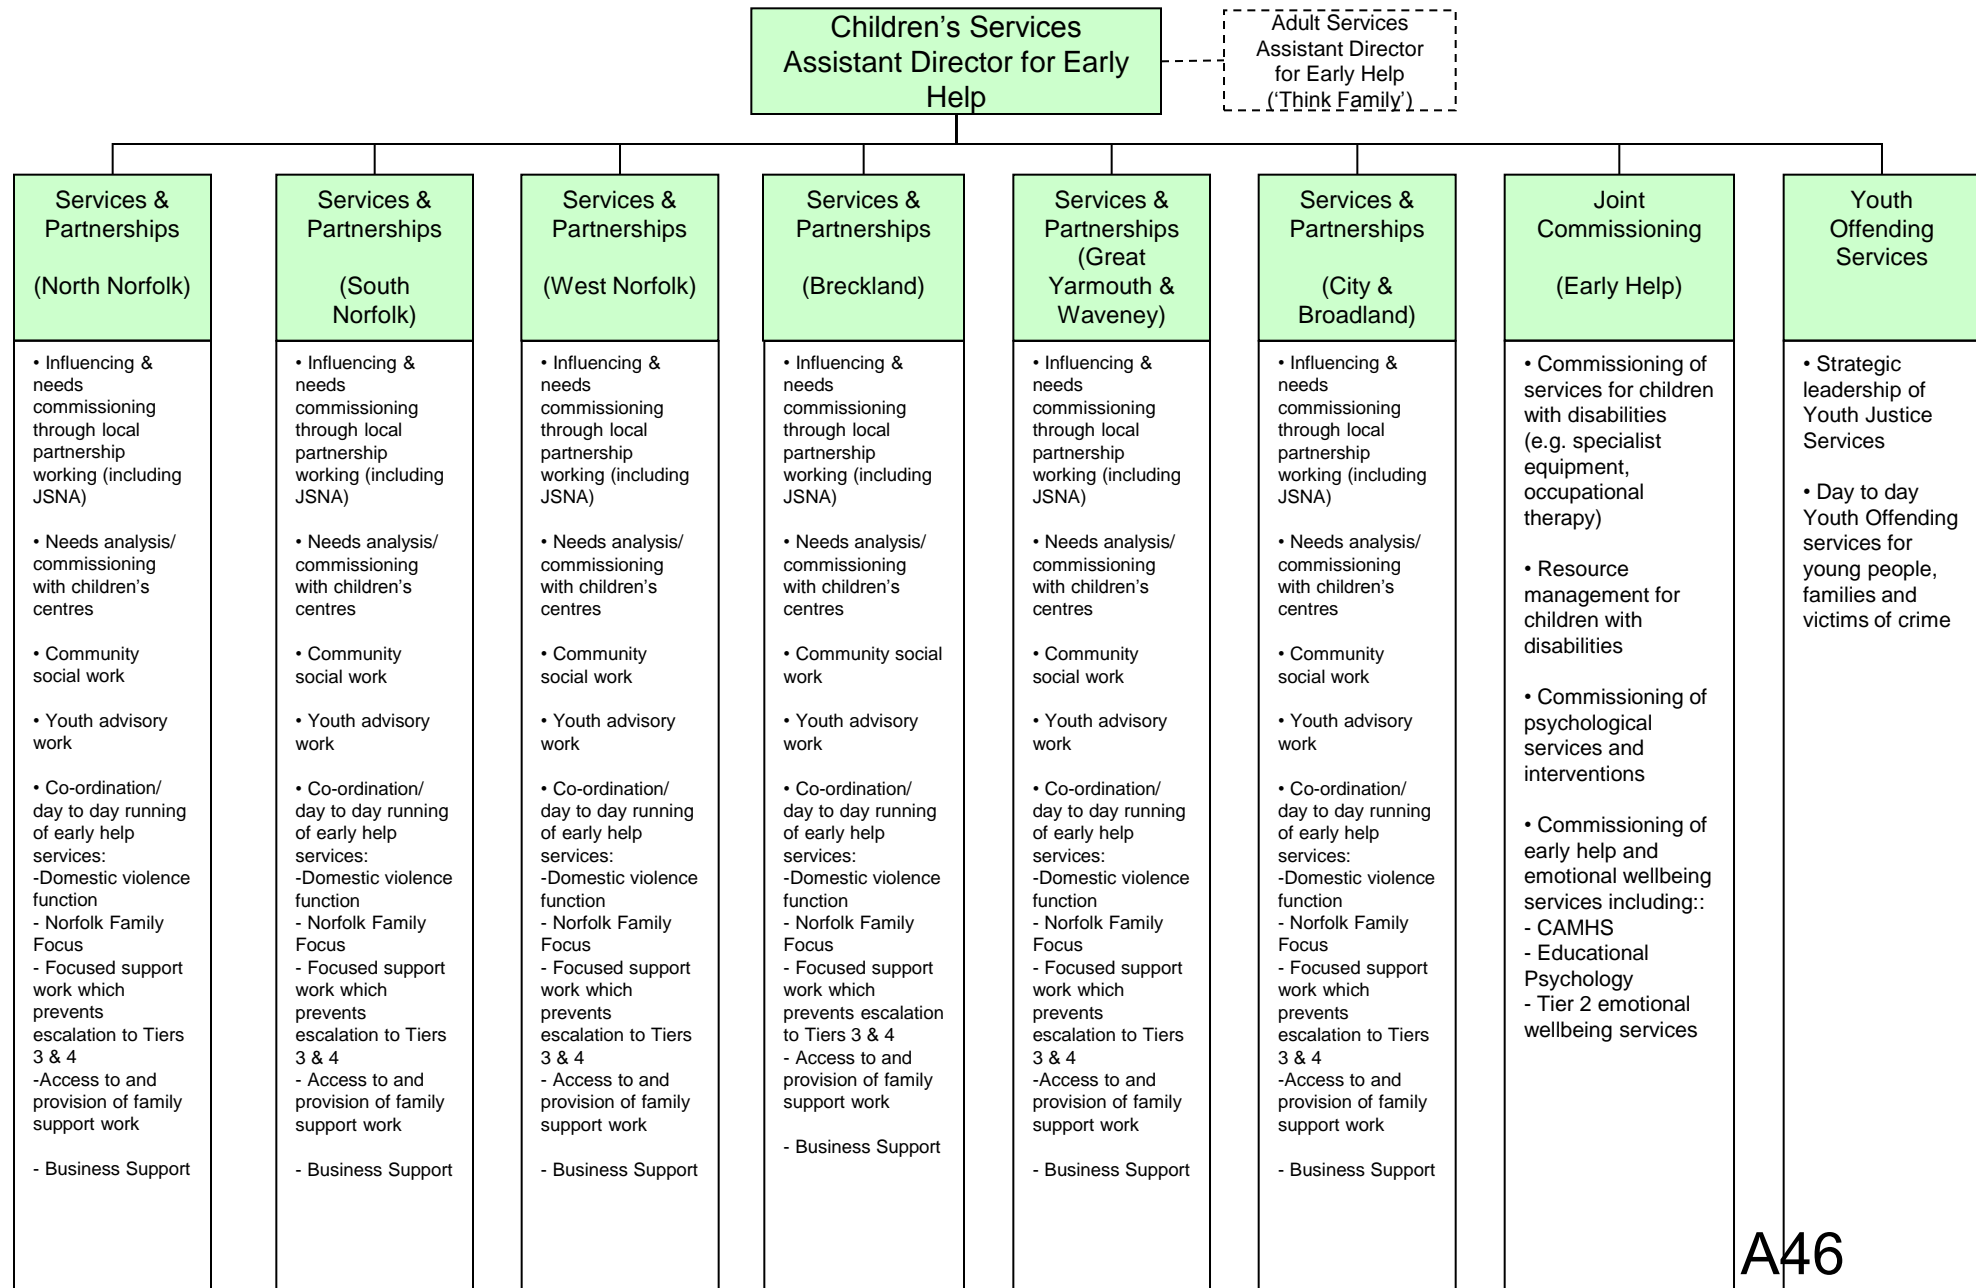 Children’s Services
Assistant Director for Early
Help
Adult Services
Assistant Director
for Early Help
(‘Think Family’)
Services &
Partnerships
(North Norfolk)
• Influencing &
needs
commissioning
through local
partnership
working (including
JSNA)
• Needs analysis/
commissioning
with children’s
centres
• Community
social work
• Youth advisory
work
• Co-ordination/
day to day running
of early help
services:
-Domestic violence
function
- Norfolk Family
Focus
- Focused support
work which
prevents
escalation to Tiers
3 & 4
-Access to and
provision of family
support work
- Business Support
Services &
Partnerships
(South
Norfolk)
• Influencing &
needs
commissioning
through local
partnership
working (including
JSNA)
• Needs analysis/
commissioning
with children’s
centres
• Community
social work
• Youth advisory
work
• Co-ordination/
day to day running
of early help
services:
-Domestic violence
function
- Norfolk Family
Focus
- Focused support
work which
prevents
escalation to Tiers
3 & 4
- Access to and
provision of family
support work
- Business Support
Services &
Partnerships
(West Norfolk)
• Influencing &
needs
commissioning
through local
partnership
working (including
JSNA)
• Needs analysis/
commissioning
with children’s
centres
• Community
social work
• Youth advisory
work
• Co-ordination/
day to day running
of early help
services:
-Domestic violence
function
- Norfolk Family
Focus
- Focused support
work which
prevents
escalation to Tiers
3 & 4
- Access to and
provision of family
support work
- Business Support
Services &
Partnerships
(Breckland)
• Influencing &
needs
commissioning
through local
partnership
working (including
JSNA)
• Needs analysis/
commissioning
with children’s
centres
• Community social
work
• Youth advisory
work
• Co-ordination/
day to day running
of early help
services:
-Domestic violence
function
- Norfolk Family
Focus
- Focused support
work which
prevents escalation
to Tiers 3 & 4
- Access to and
provision of family
support work
- Business Support
Services &
Partnerships
(Great
Yarmouth &
Waveney)
• Influencing &
needs
commissioning
through local
partnership
working (including
JSNA)
• Needs analysis/
commissioning
with children’s
centres
• Community
social work
• Youth advisory
work
• Co-ordination/
day to day running
of early help
services:
-Domestic violence
function
- Norfolk Family
Focus
- Focused support
work which
prevents
escalation to Tiers
3 & 4
-Access to and
provision of family
support work
- Business Support
Services &
Partnerships
(City &
Broadland)
• Influencing &
needs
commissioning
through local
partnership
working (including
JSNA)
• Needs analysis/
commissioning
with children’s
centres
• Community
social work
• Youth advisory
work
• Co-ordination/
day to day running
of early help
services:
-Domestic violence
function
- Norfolk Family
Focus
- Focused support
work which
prevents
escalation to Tiers
3 & 4
-Access to and
provision of family
support work
- Business Support
Joint
Commissioning
(Early Help)
• Commissioning of
services for children
with disabilities
(e.g. specialist
equipment,
occupational
therapy)
• Resource
management for
children with
disabilities
• Commissioning of
psychological
services and
interventions
• Commissioning of
early help and
emotional wellbeing
services including::
- CAMHS
- Educational
Psychology
- Tier 2 emotional
wellbeing services
Youth
Offending
Services
• Strategic
leadership of
Youth Justice
Services
• Day to day
Youth Offending
services for
young people,
families and
victims of crime
A46